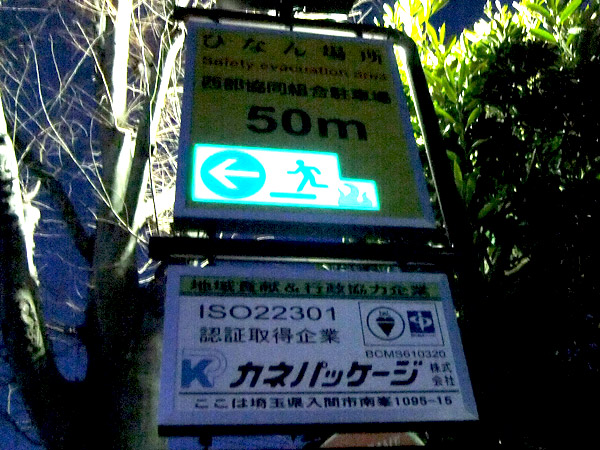 ひなん場所
Safety evacuation area
西部協同組合駐車場
50m
地域貢献&行政協力企業
ISO22301
認証取得企業
BCMS610320
カネパッケージ 株式会社
ここは埼玉県入間市南峯1095-15